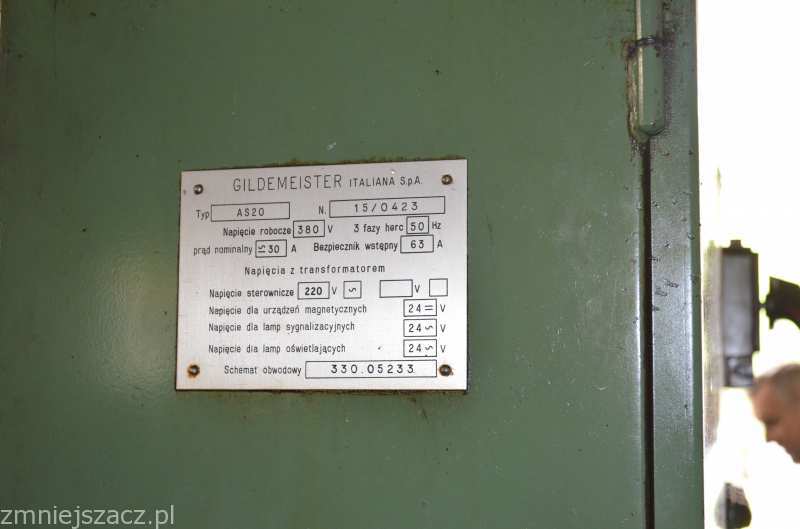 GILDEMEISTER ITALIANA S.p.A.
Typ AS20 N. 15/0423
Napięcie robocze 380 V 3 fazy herc 50 Hz
prąd nominalny ≃30 A Bezpiecznik wstępny 63 A
Napięcia z transformatorem
Napięcie sterownicze 220 V ∽ V
Napięcie dla urządzeń magnetycznych 24 = V
Napięcie dla lamp sygnalizacyjnych 24 ∽ V
Napięcie dla lamp oświetlających 24 ∽ V
Schemat obwodowy 330.05233
zmniejszacz.pl